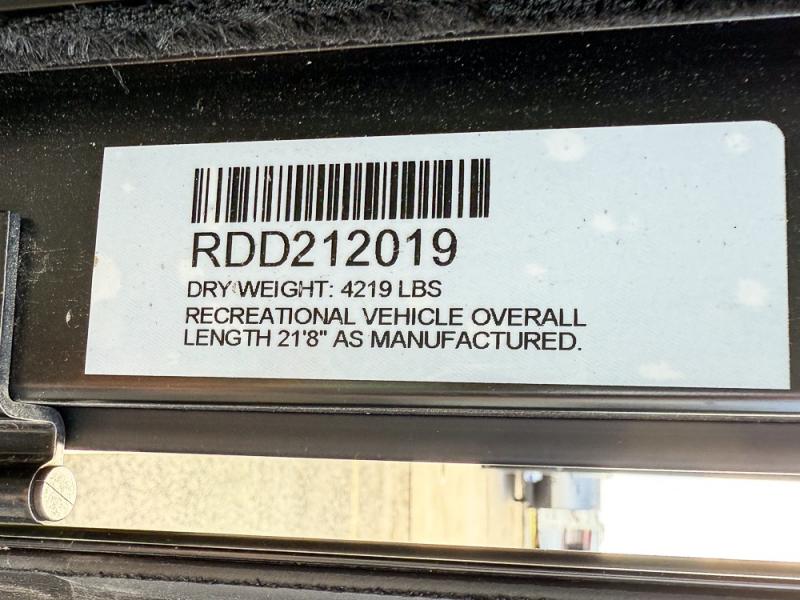 RDD212019
DRY WEIGHT: 4219 LBS
RECREATIONAL VEHICLE OVERALL
LENGTH 21'8" AS MANUFACTURED.